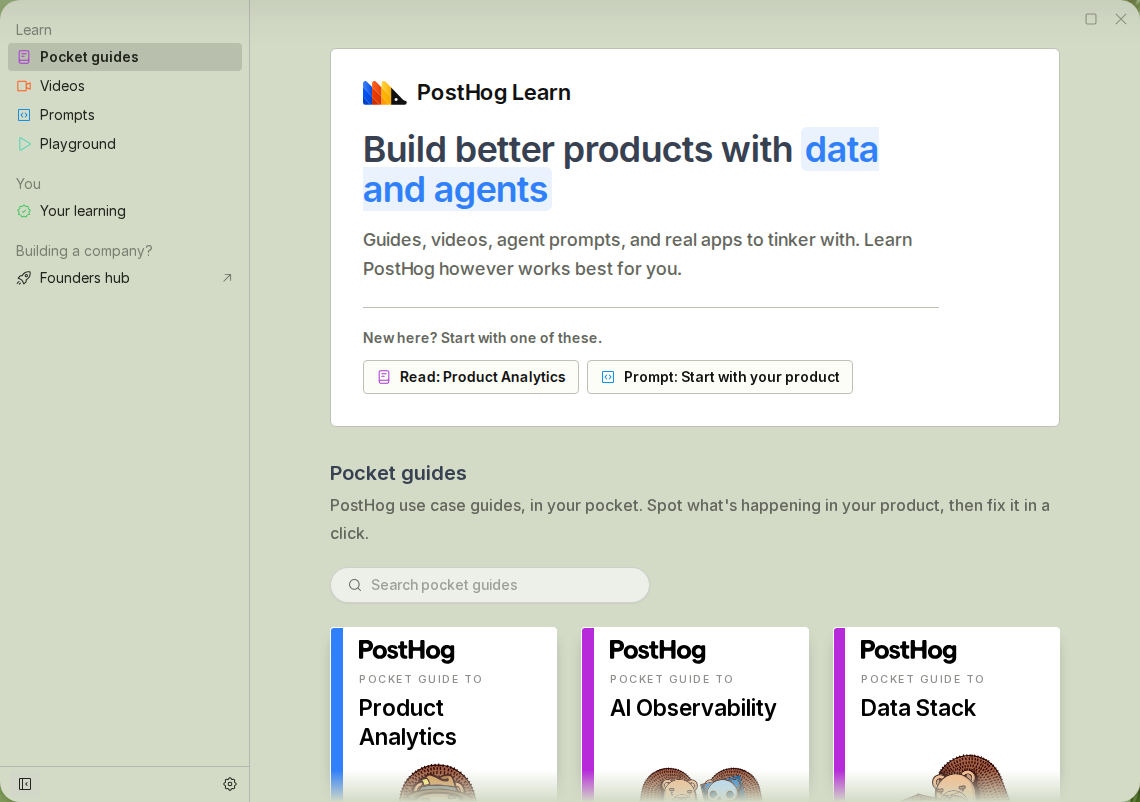 Learn
Pocket guides
Videos
Prompts
Playground
You
Your learning
Building a company?
Founders hub
PostHog Learn
Build better products with data
and agents
Guides, videos, agent prompts, and real apps to tinker with. Learn
PostHog however works best for you.
New here? Start with one of these.
Read: Product Analytics
Prompt: Start with your product
Pocket guides
PostHog use case guides, in your pocket. Spot what's happening in your product, then fix it in a
click.
Search pocket guides
PostHog
POCKET GUIDE TO
Product
Analytics
PostHog
POCKET GUIDE TO
AI Observability
PostHog
POCKET GUIDE TO
Data Stack